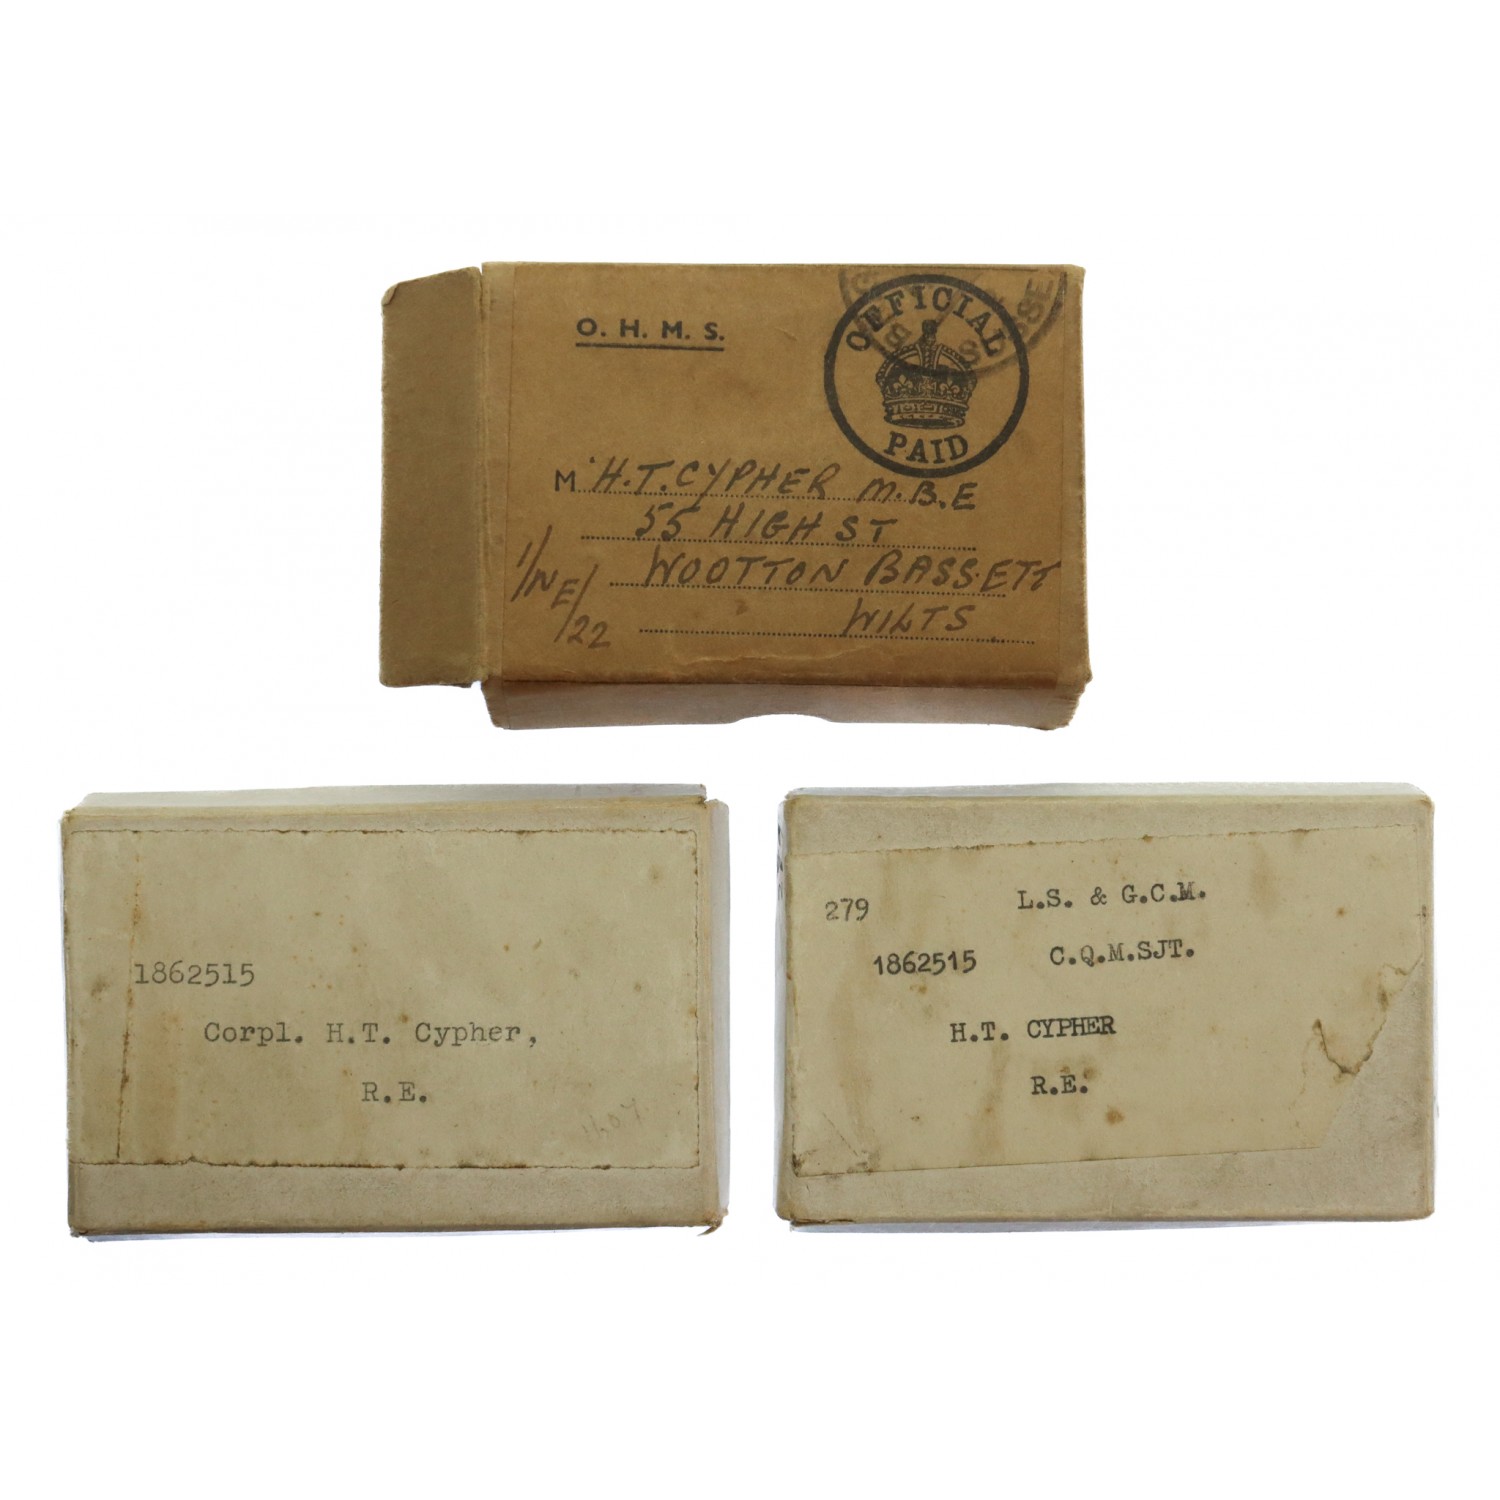 O. H. M. S.
OFFICIAL
PAID
M' H.T. CYPHER M.B.E
55 HIGH ST
WOOTTON BASSETT
WILTS
1/NE/22
1862515
Corpl. H.T. Cypher,
R.E.
279 L.S. & G.C.M.
1862515 C.Q.M.SJT.
H.T. CYPHER
R.E.